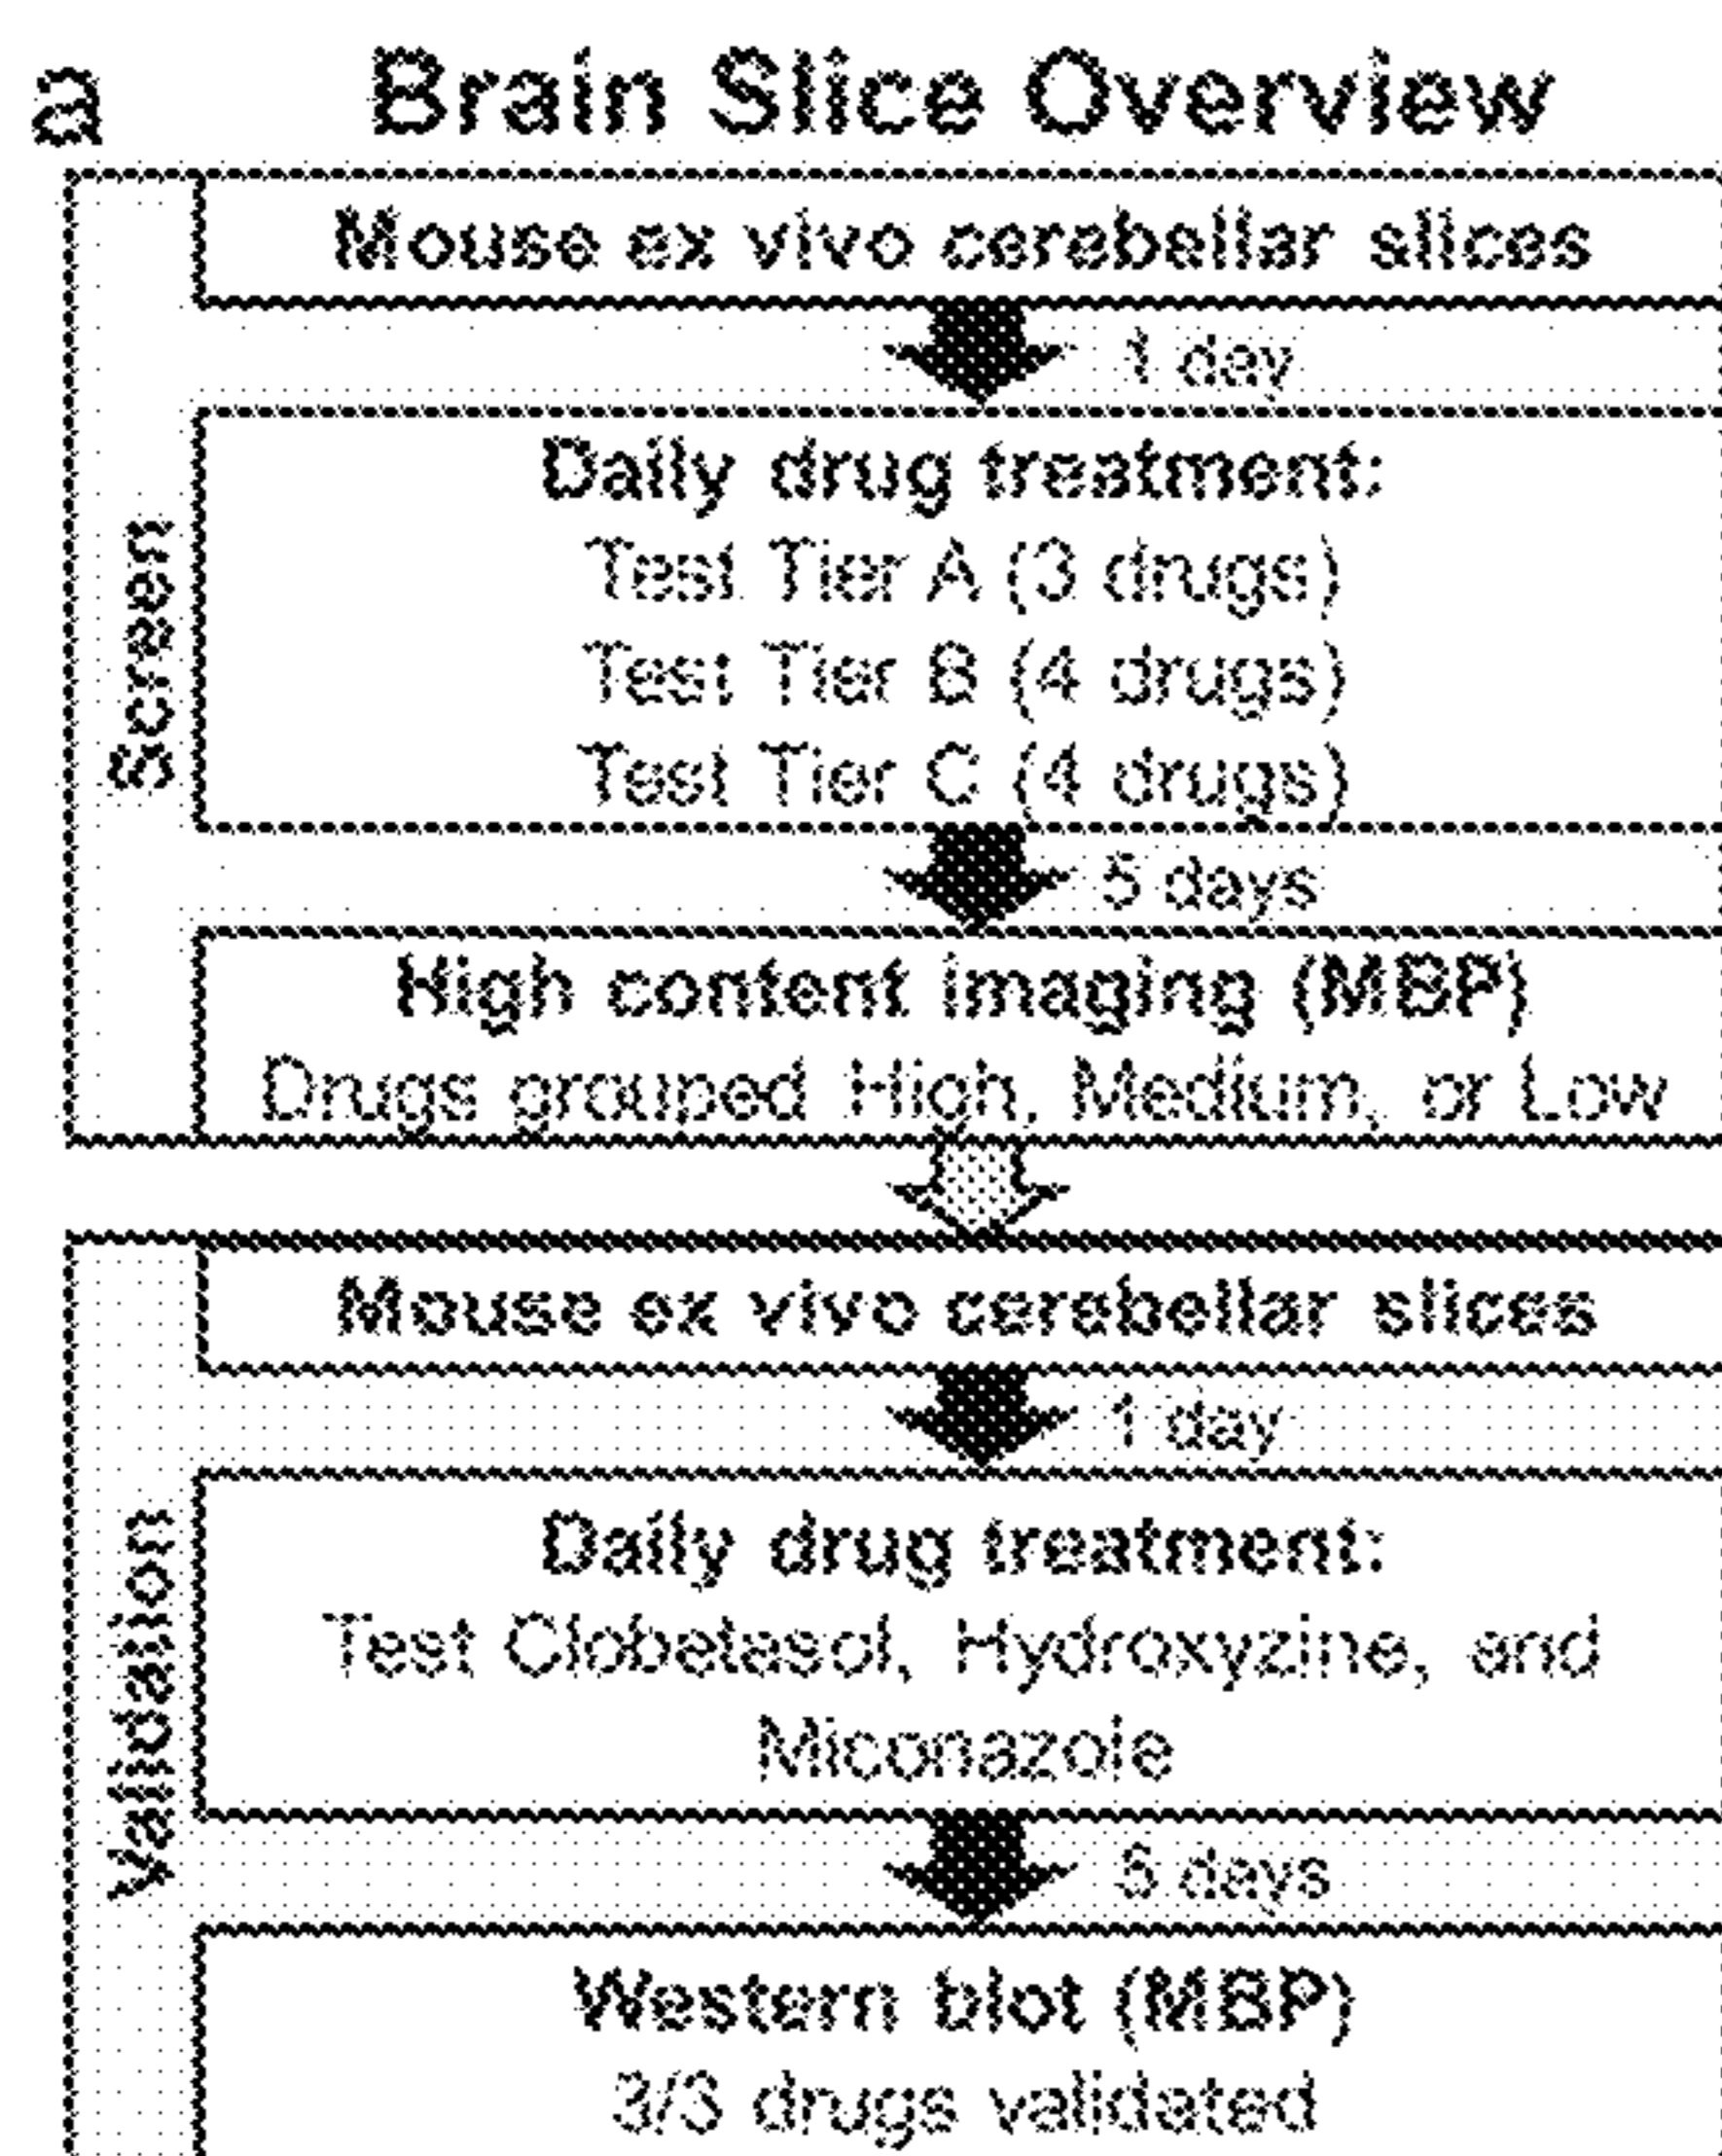 a Brain Slice Overview
Screen
Mouse ex vivo cerebellar slices
1 day
Daily drug treatment:
Test Tier A (3 drugs)
Test Tier B (4 drugs)
Test Tier C (4 drugs)
5 days
High content imaging (MBP)
Drugs grouped High, Medium, or Low
Validation
Mouse ex vivo cerebellar slices
1 day
Daily drug treatment:
Test Clobetasol, Hydroxyzine, and
Miconazole
5 days
Western blot (MBP)
3/3 drugs validated